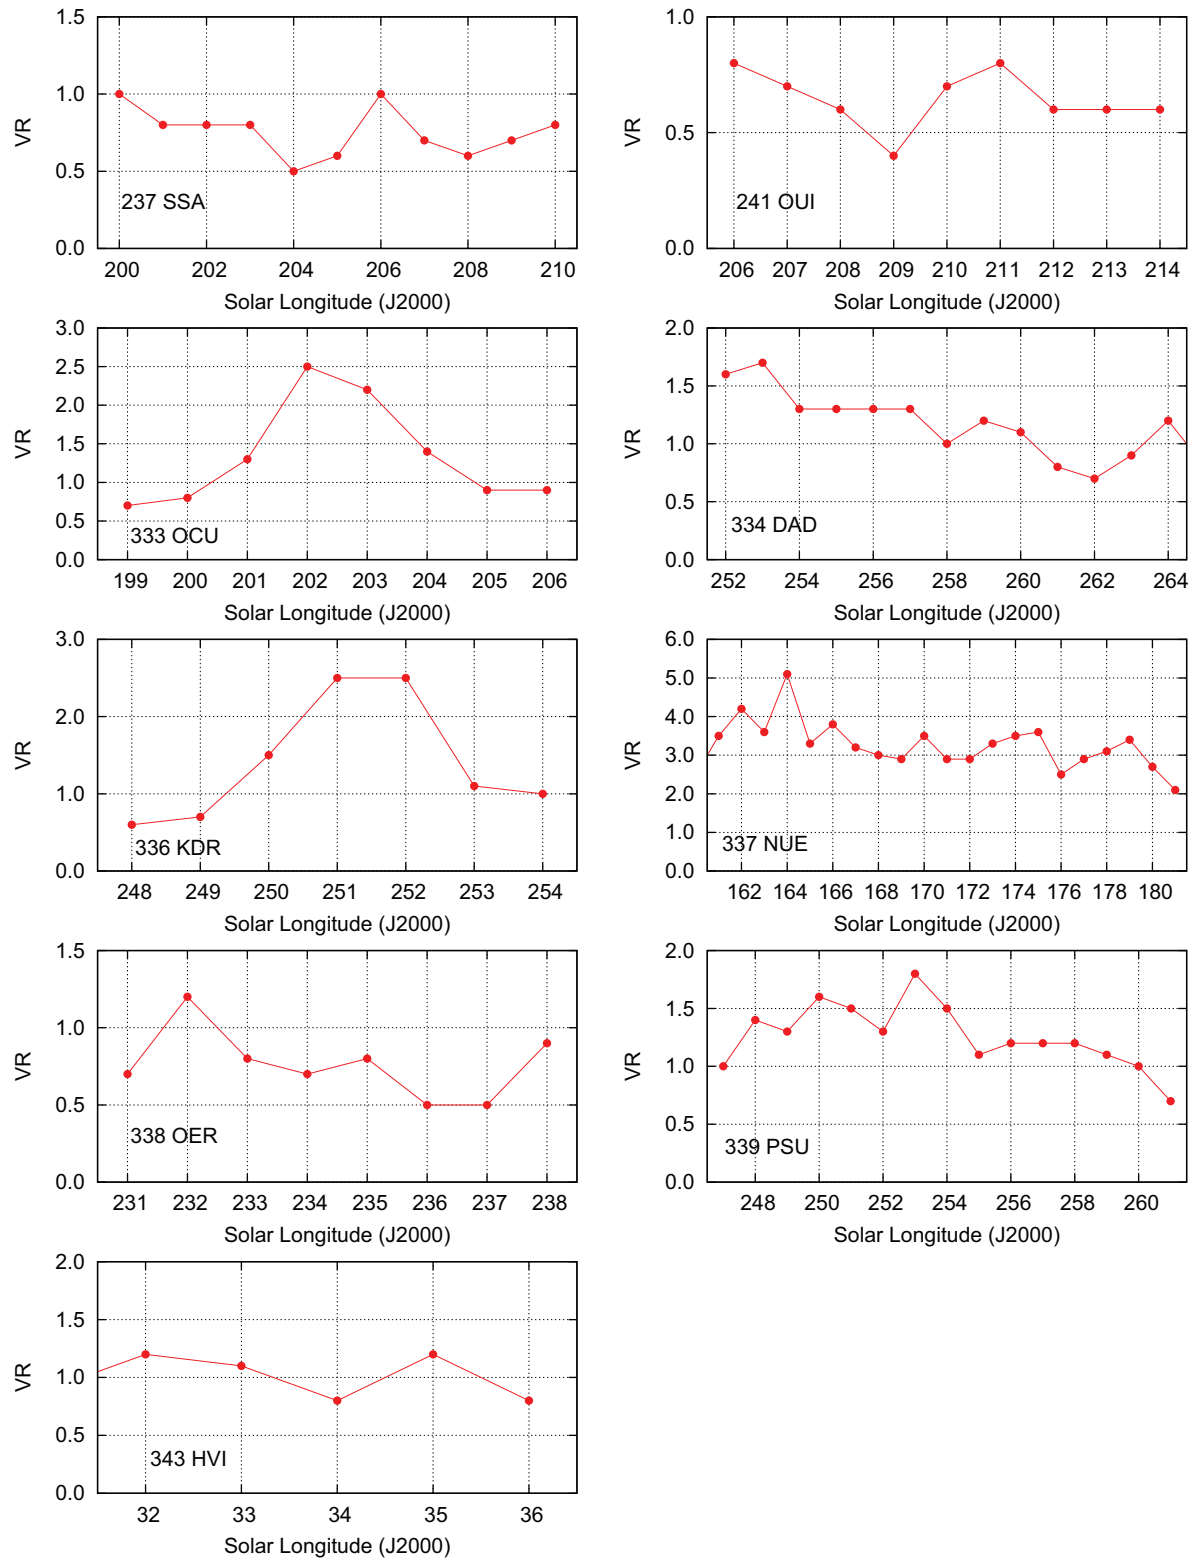 1.5
1.0
0.5
0.0
VR
237 SSA
200 202 204 206 208 210
Solar Longitude (J2000)
1.0
0.5
0.0
VR
241 OUI
206 207 208 209 210 211 212 213 214
Solar Longitude (J2000)
3.0
2.5
2.0
1.5
1.0
0.5
0.0
VR
333 OCU
199 200 201 202 203 204 205 206
Solar Longitude (J2000)
2.0
1.5
1.0
0.5
0.0
VR
334 DAD
252 254 256 258 260 262 264
Solar Longitude (J2000)
3.0
2.0
1.0
0.0
VR
336 KDR
248 249 250 251 252 253 254
Solar Longitude (J2000)
6.0
5.0
4.0
3.0
2.0
1.0
0.0
VR
337 NUE
162 164 166 168 170 172 174 176 178 180
Solar Longitude (J2000)
1.5
1.0
0.5
0.0
VR
338 OER
231 232 233 234 235 236 237 238
Solar Longitude (J2000)
2.0
1.5
1.0
0.5
0.0
VR
339 PSU
248 250 252 254 256 258 260
Solar Longitude (J2000)
2.0
1.5
1.0
0.5
0.0
VR
343 HVI
32 33 34 35 36
Solar Longitude (J2000)